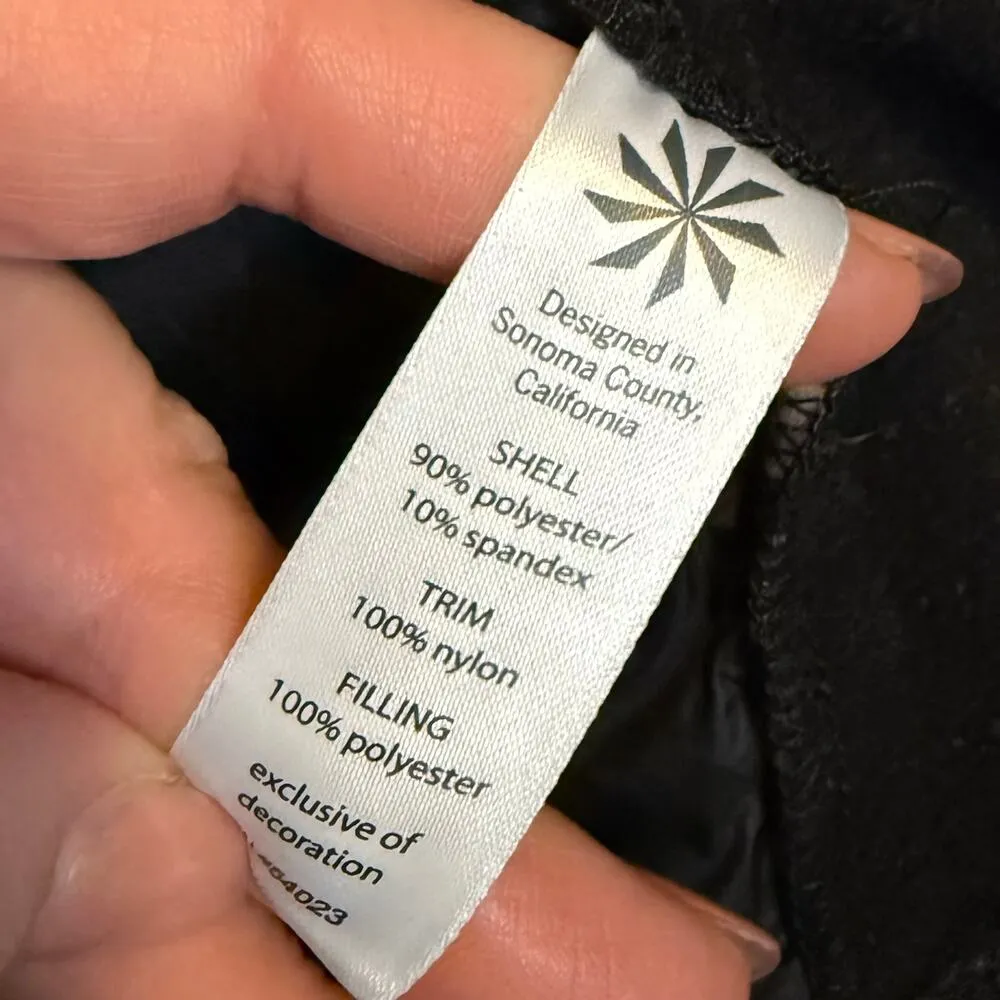 Designed in
Sonoma County,
California
SHELL
90% polyester/
10% spandex
TRIM
100% nylon
FILLING
100% polyester
exclusive of
decoration